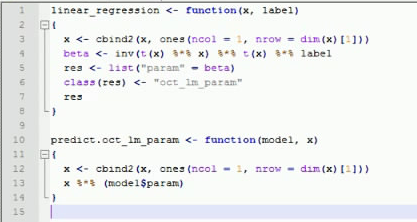 1 linear_regression <- function(x, label)
2 {
3 x <- cbind2(x, ones(ncol = 1, nrow = dim(x)[1]))
4 beta <- inv(t(x) %*% x) %*% t(x) %*% label
5 res <- list("param" = beta)
6 class(res) <- "oct_lm_param"
7 res
8 }
9
10 predict.oct_lm_param <- function(model, x)
11 {
12 x <- cbind2(x, ones(ncol = 1, nrow = dim(x)[1]))
13 x %*% (model$param)
14 }
15